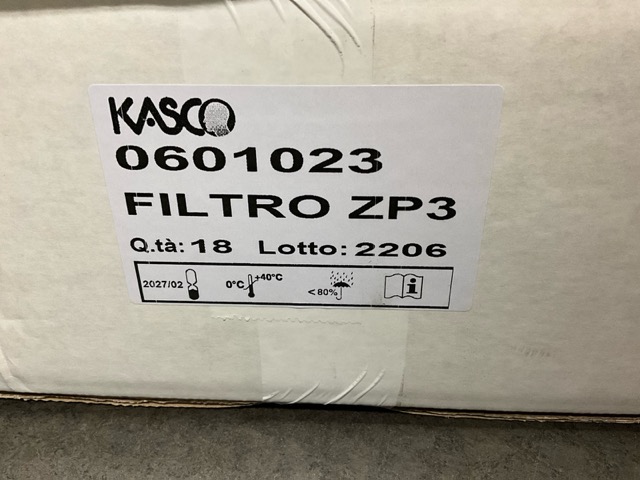 KASCO
0601023
FILTRO ZP3
Q.tà: 18 Lotto: 2206
2027/02 0°C +40°C <80% i